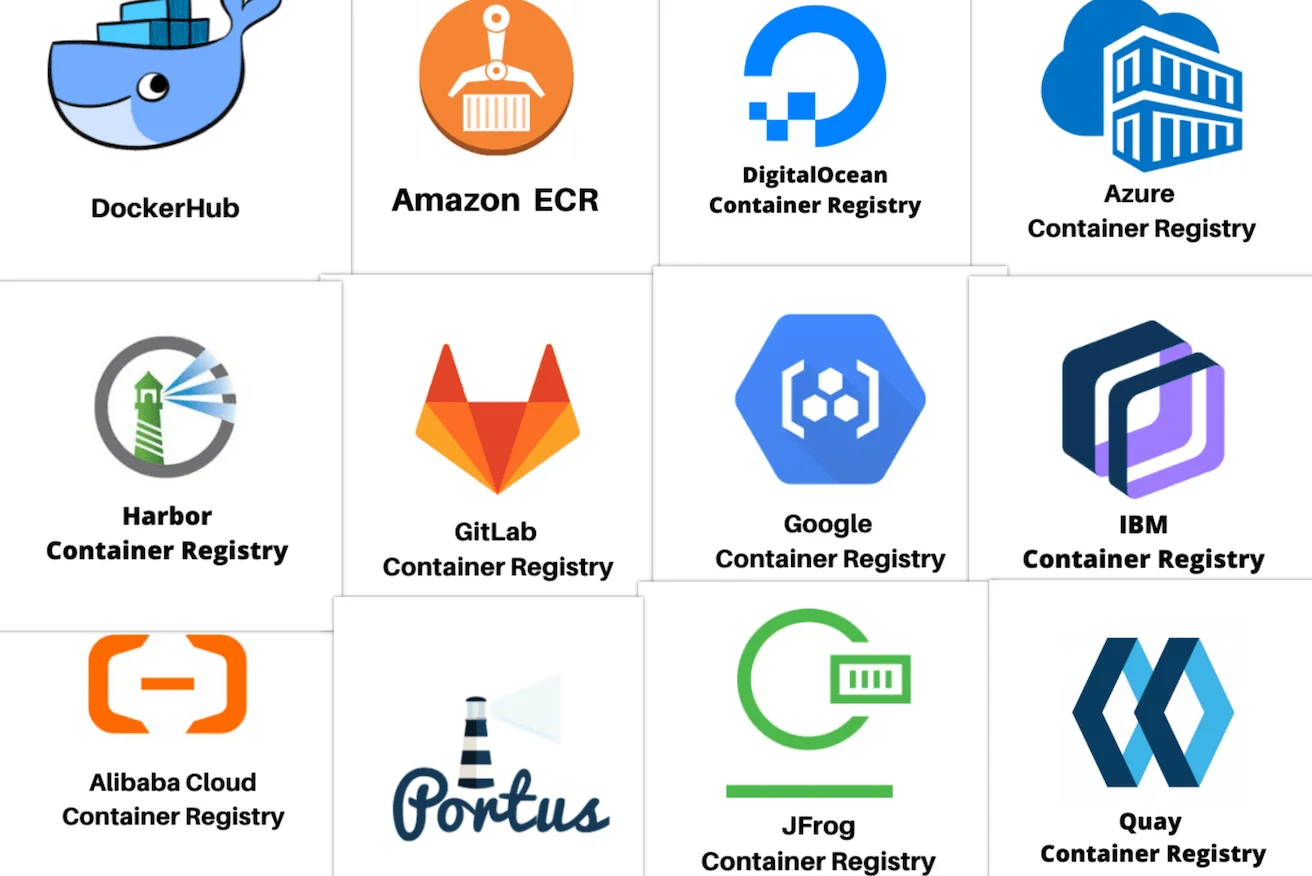 DockerHub
Amazon ECR
DigitalOcean
Container Registry
Azure
Container Registry
Harbor
Container Registry
GitLab
Container Registry
Google
Container Registry
IBM
Container Registry
Alibaba Cloud
Container Registry
Portus
JFrog
Container Registry
Quay
Container Registry